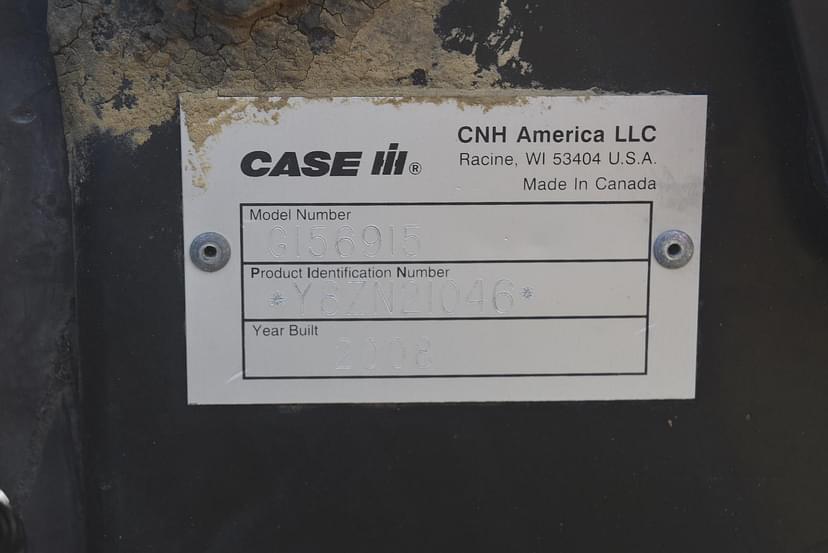 CASE IH®
CNH America LLC
Racine, WI 53404 U.S.A.
Made In Canada
Model Number
G156915
Product Identification Number
*Y8ZN21046*
Year Built
2008